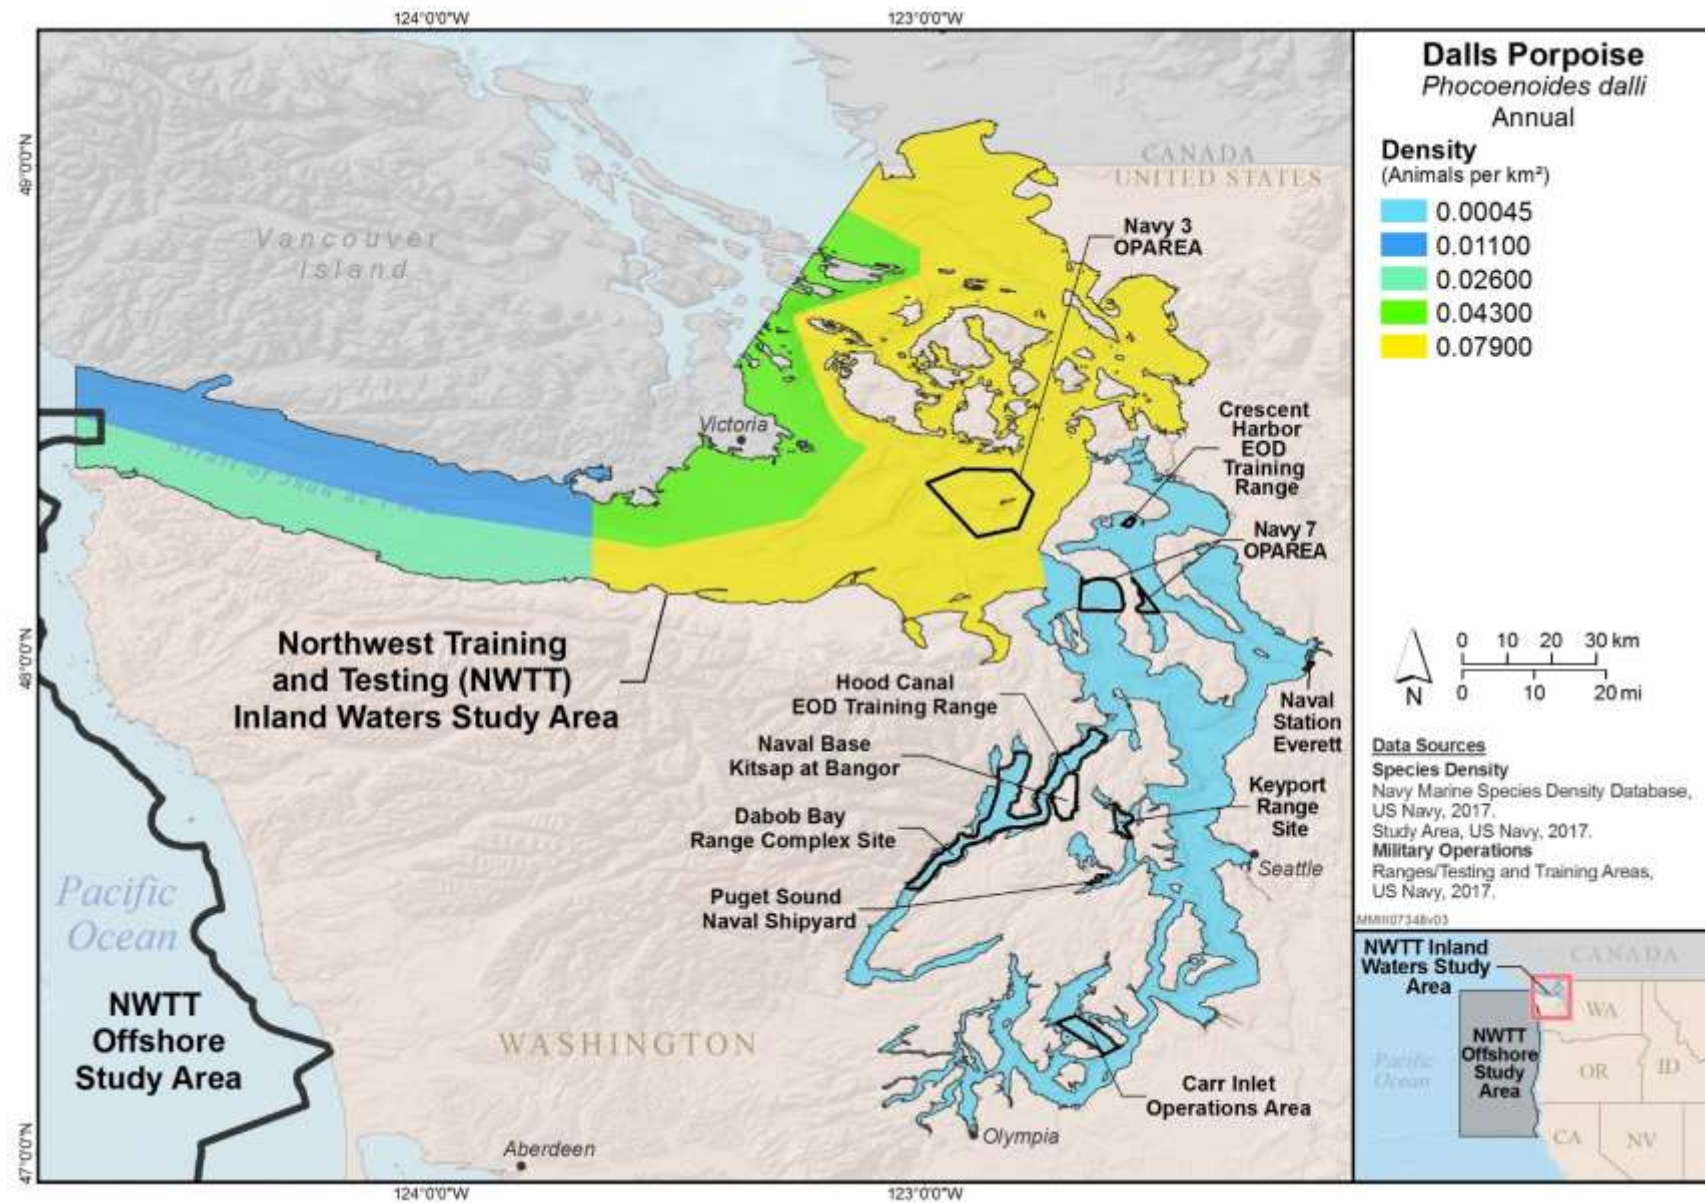 124°0'0"W
123°0'0"W
49°0'0"N
48°0'0"N
47°0'0"N
CANADA
UNITED STATES
Vancouver
Island
Navy 3
OPAREA
Victoria
Crescent
Harbor
EOD
Training
Range
Strait of Juan de Fuca
Navy 7
OPAREA
Northwest Training
and Testing (NWTT)
Inland Waters Study Area
Hood Canal
EOD Training Range
Naval
Station
Everett
Naval Base
Kitsap at Bangor
Keyport
Range
Site
Dabob Bay
Range Complex Site
Seattle
Puget Sound
Naval Shipyard
Pacific
Ocean
NWTT
Offshore
Study Area
WASHINGTON
Carr Inlet
Operations Area
Olympia
Aberdeen
124°0'0"W
123°0'0"W
Dalls Porpoise
Phocoenoides dalli
Annual
Density
(Animals per km²)
0.00045
0.01100
0.02600
0.04300
0.07900
N
0 10 20 30 km
0 10 20 mi
Data Sources
Species Density
Navy Marine Species Density Database,
US Navy, 2017.
Study Area, US Navy, 2017.
Military Operations
Ranges/Testing and Training Areas,
US Navy, 2017.
NWTT Inland
Waters Study
Area
CANADA
WA
NWTT
Offshore
Study
Area
Pacific
Ocean
OR
ID
CA
NV